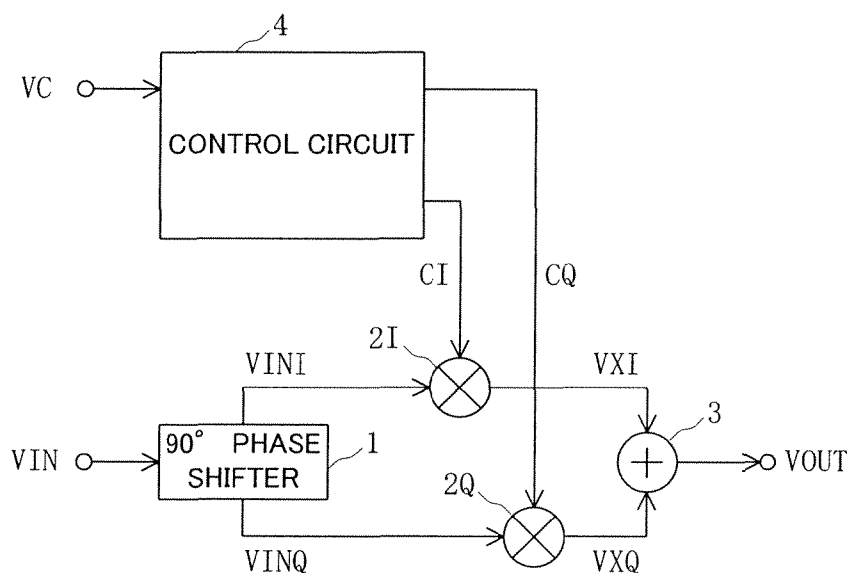 4
VC
CONTROL CIRCUIT
CI
CQ
2I
VINI
VXI
VIN
90° PHASE
SHIFTER
1
3
VOUT
2Q
VINQ
VXQ